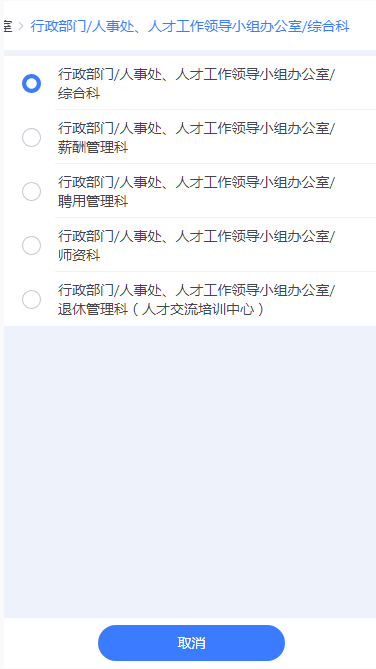 室 > 行政部门/人事处、人才工作领导小组办公室/综合科
行政部门/人事处、人才工作领导小组办公室/
综合科
行政部门/人事处、人才工作领导小组办公室/
薪酬管理科
行政部门/人事处、人才工作领导小组办公室/
聘用管理科
行政部门/人事处、人才工作领导小组办公室/
师资科
行政部门/人事处、人才工作领导小组办公室/
退休管理科（人才交流培训中心）
取消